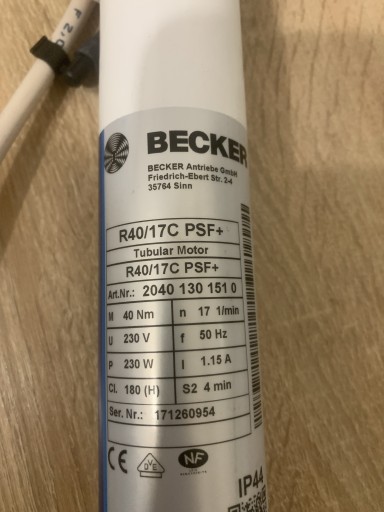 BECKER
BECKER Antriebe GmbH
Friedrich-Ebert Str. 2-4
35764 Sinn
R40/17C PSF+
Tubular Motor
R40/17C PSF+
Art.Nr.: 2040 130 151 0
M 40 Nm n 17 1/min
U 230 V f 50 Hz
P 230 W I 1.15 A
Cl. 180 (H) S2 4 min
Ser. Nr.: 171260954
CE DVE NF
IP44